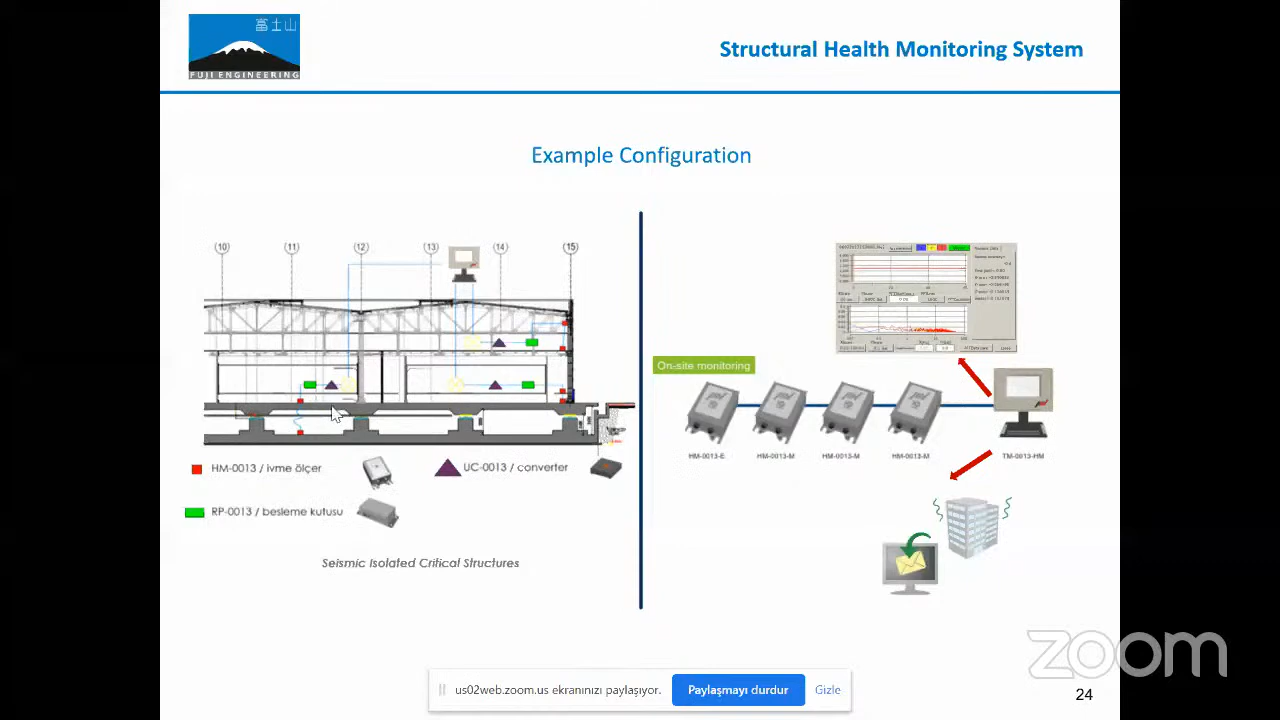 富士山
FUJI ENGINEERING
Structural Health Monitoring System
Example Configuration
10 11 12 13 14 15
HM-0013 / ivme ölçer
UC-0013 / converter
RP-0013 / besleme kutusu
Seismic Isolated Critical Structures
On-site monitoring
HM-0013-E HM-0013-M HM-0013-M HM-0013-M TM-0013-HM
zoom
us02web.zoom.us ekranınızı paylaşıyor. Paylaşmayı durdur Gizle
24